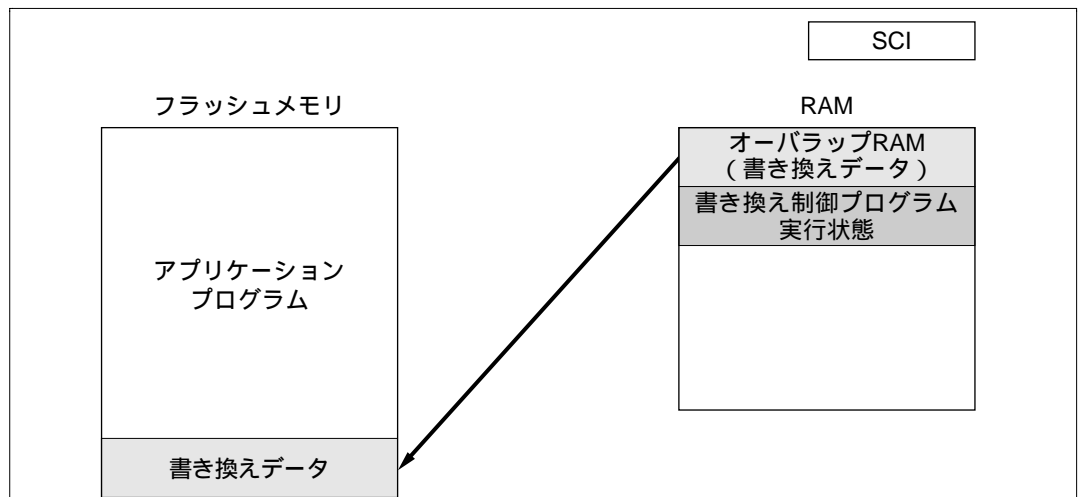 SCI
フラッシュメモリ
RAM
オーバラップRAM
(書き換えデータ)
書き換え制御プログラム
実行状態
アプリケーション
プログラム
書き換えデータ